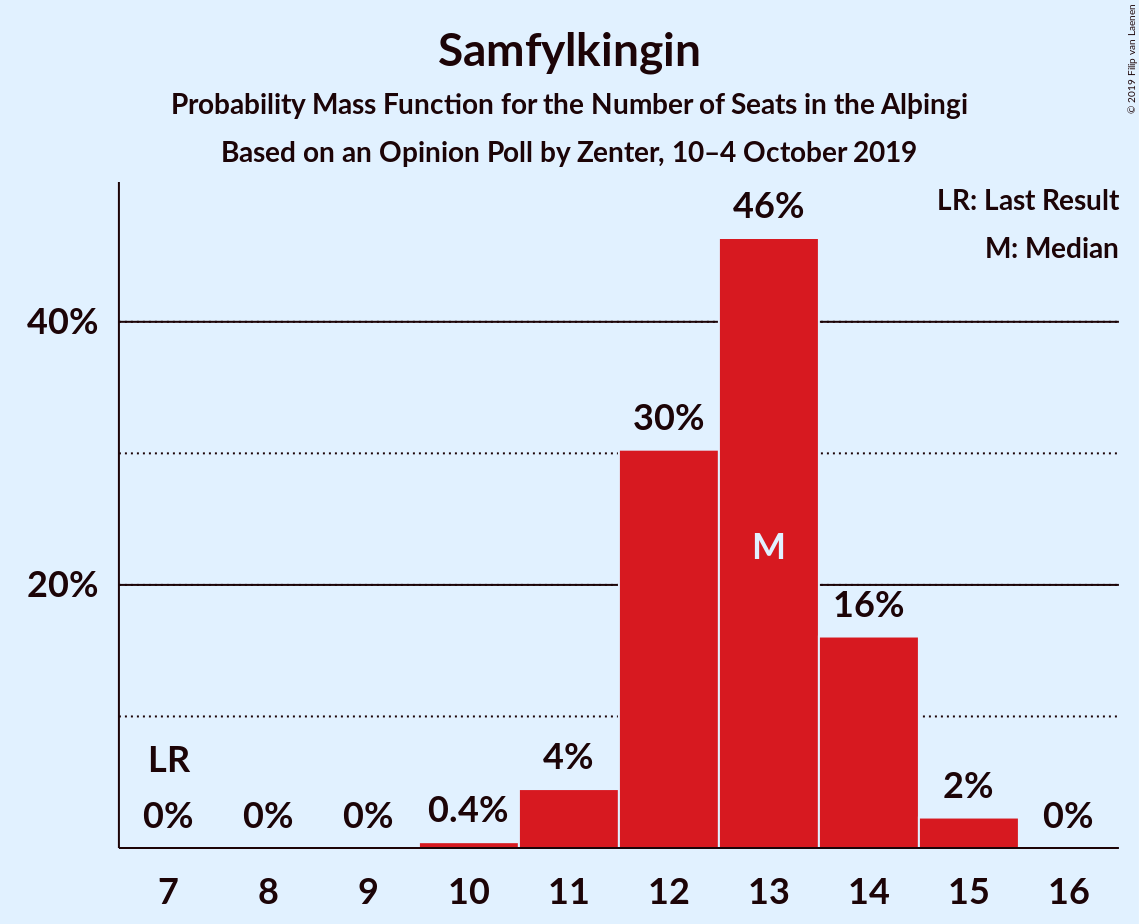 Samfylkingin
Probability Mass Function for the Number of Seats in the Alþingi
Based on an Opinion Poll by Zenter, 10–4 October 2019
© 2019 Filip van Laenen
LR: Last Result
M: Median
46%
40%
30%
M
20%
16%
LR
4%
2%
0% 0% 0% 0.4% 0%
7 8 9 10 11 12 13 14 15 16